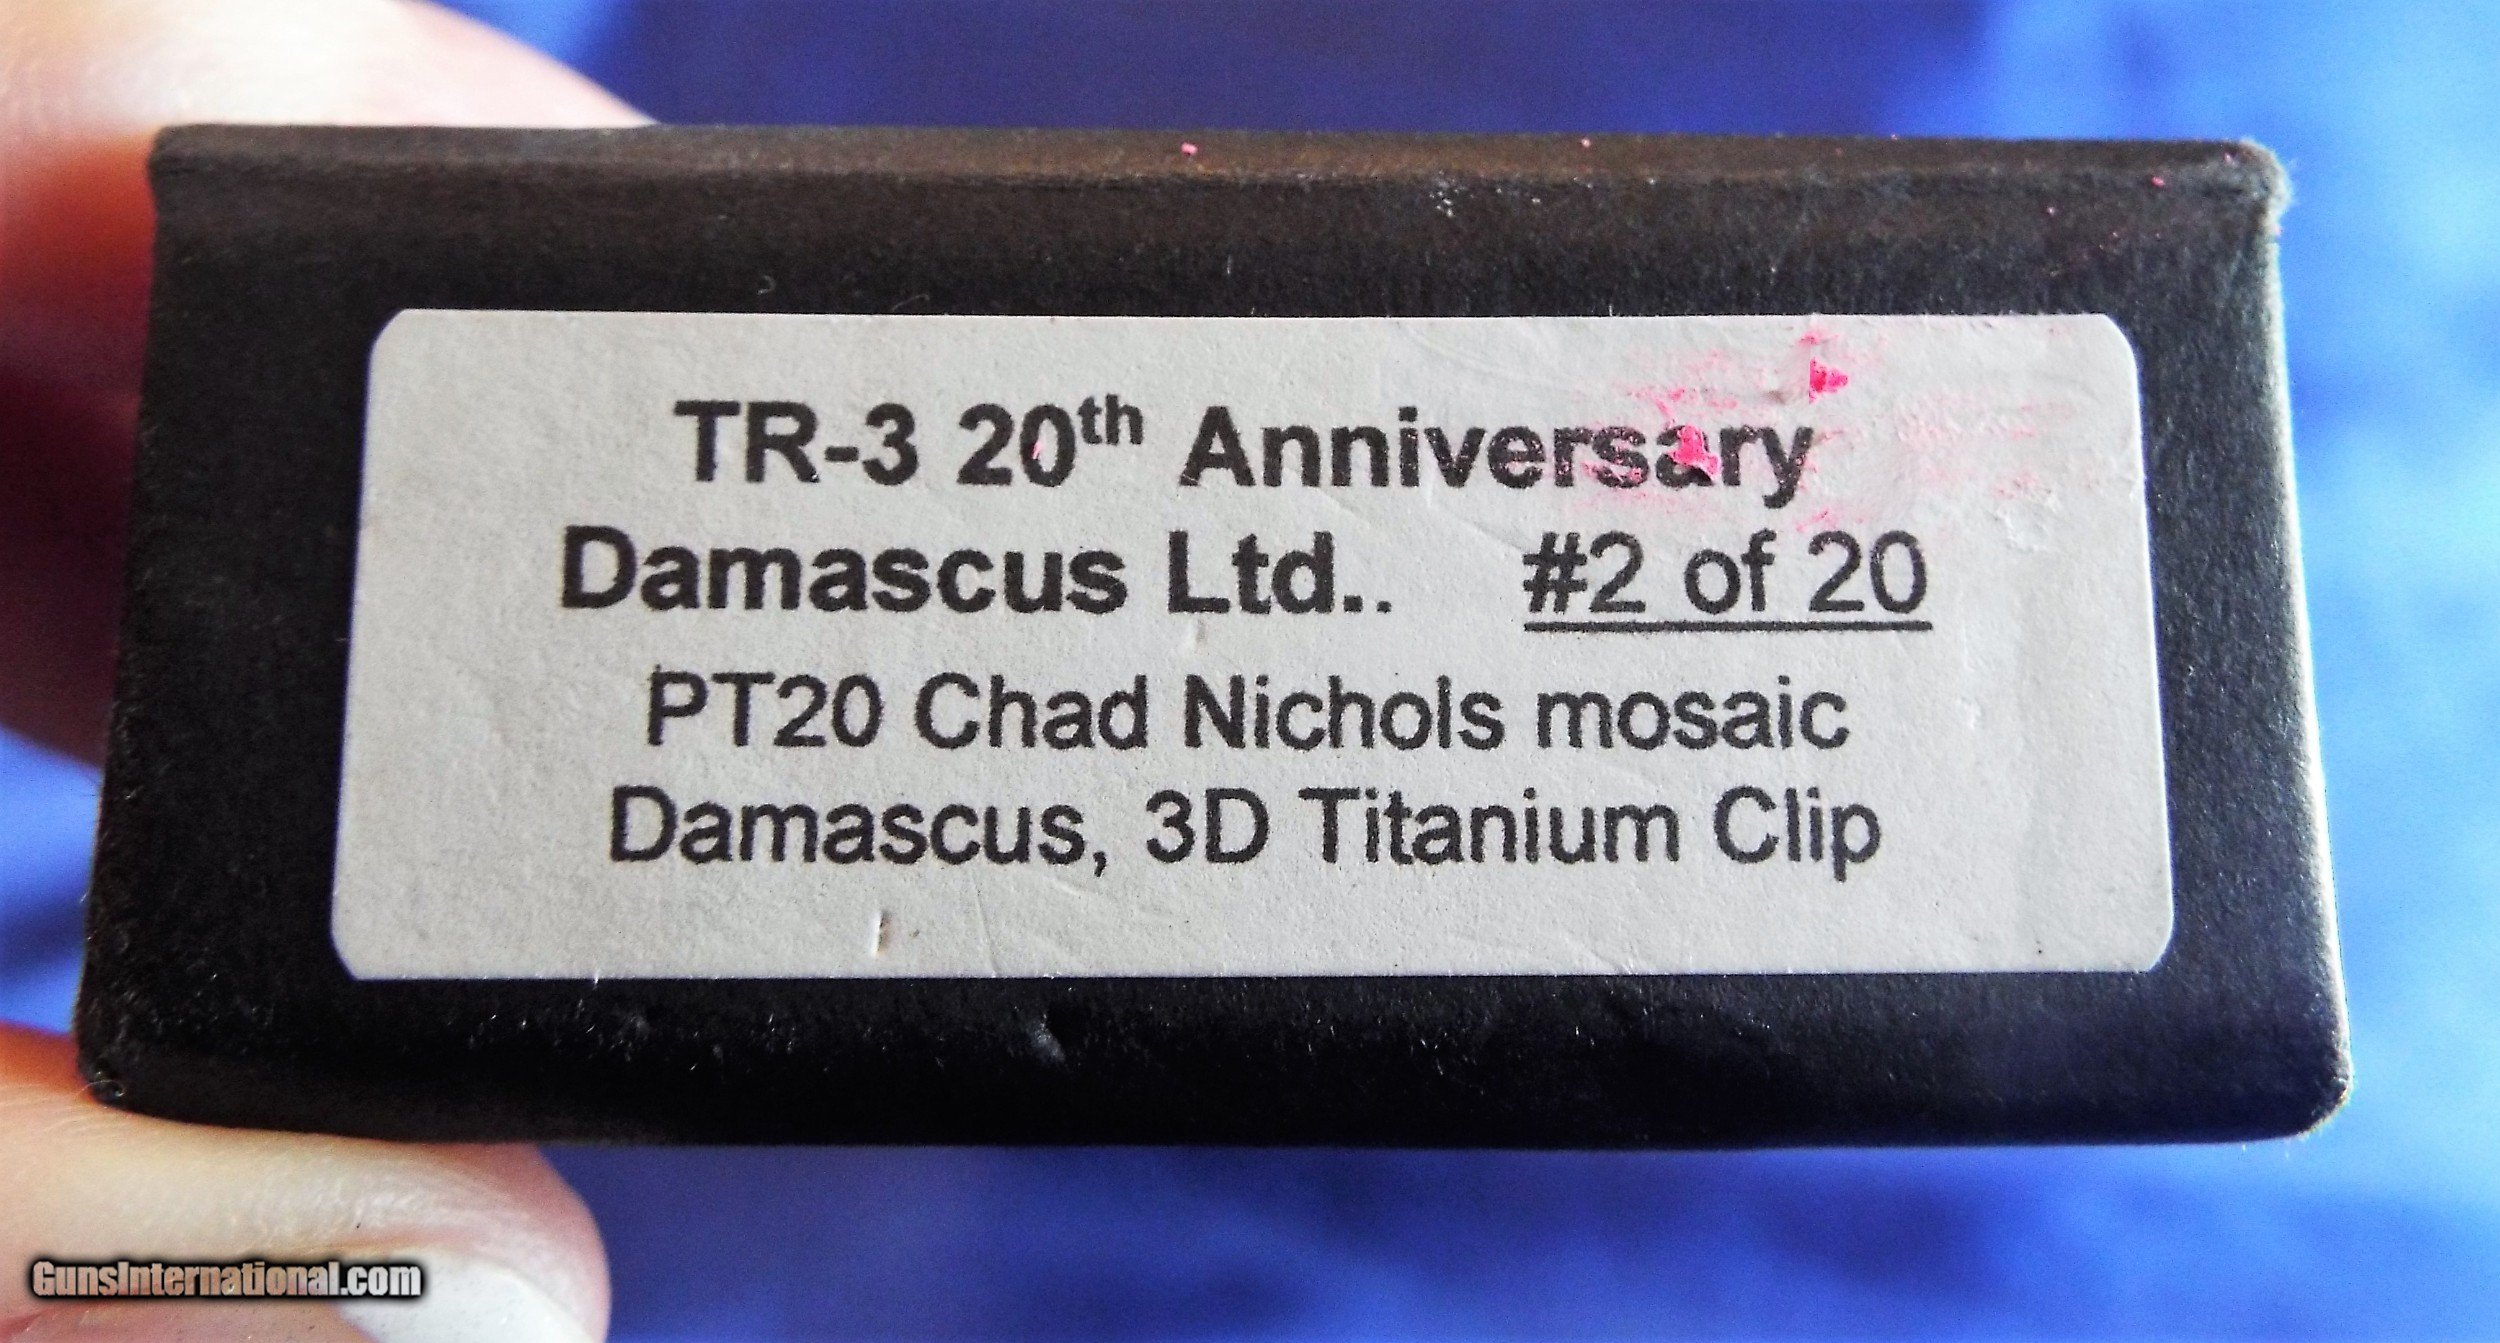 TR-3 20th Anniversary
Damascus Ltd.. #2 of 20
PT20 Chad Nichols mosaic
Damascus, 3D Titanium Clip
GunsInternational.com